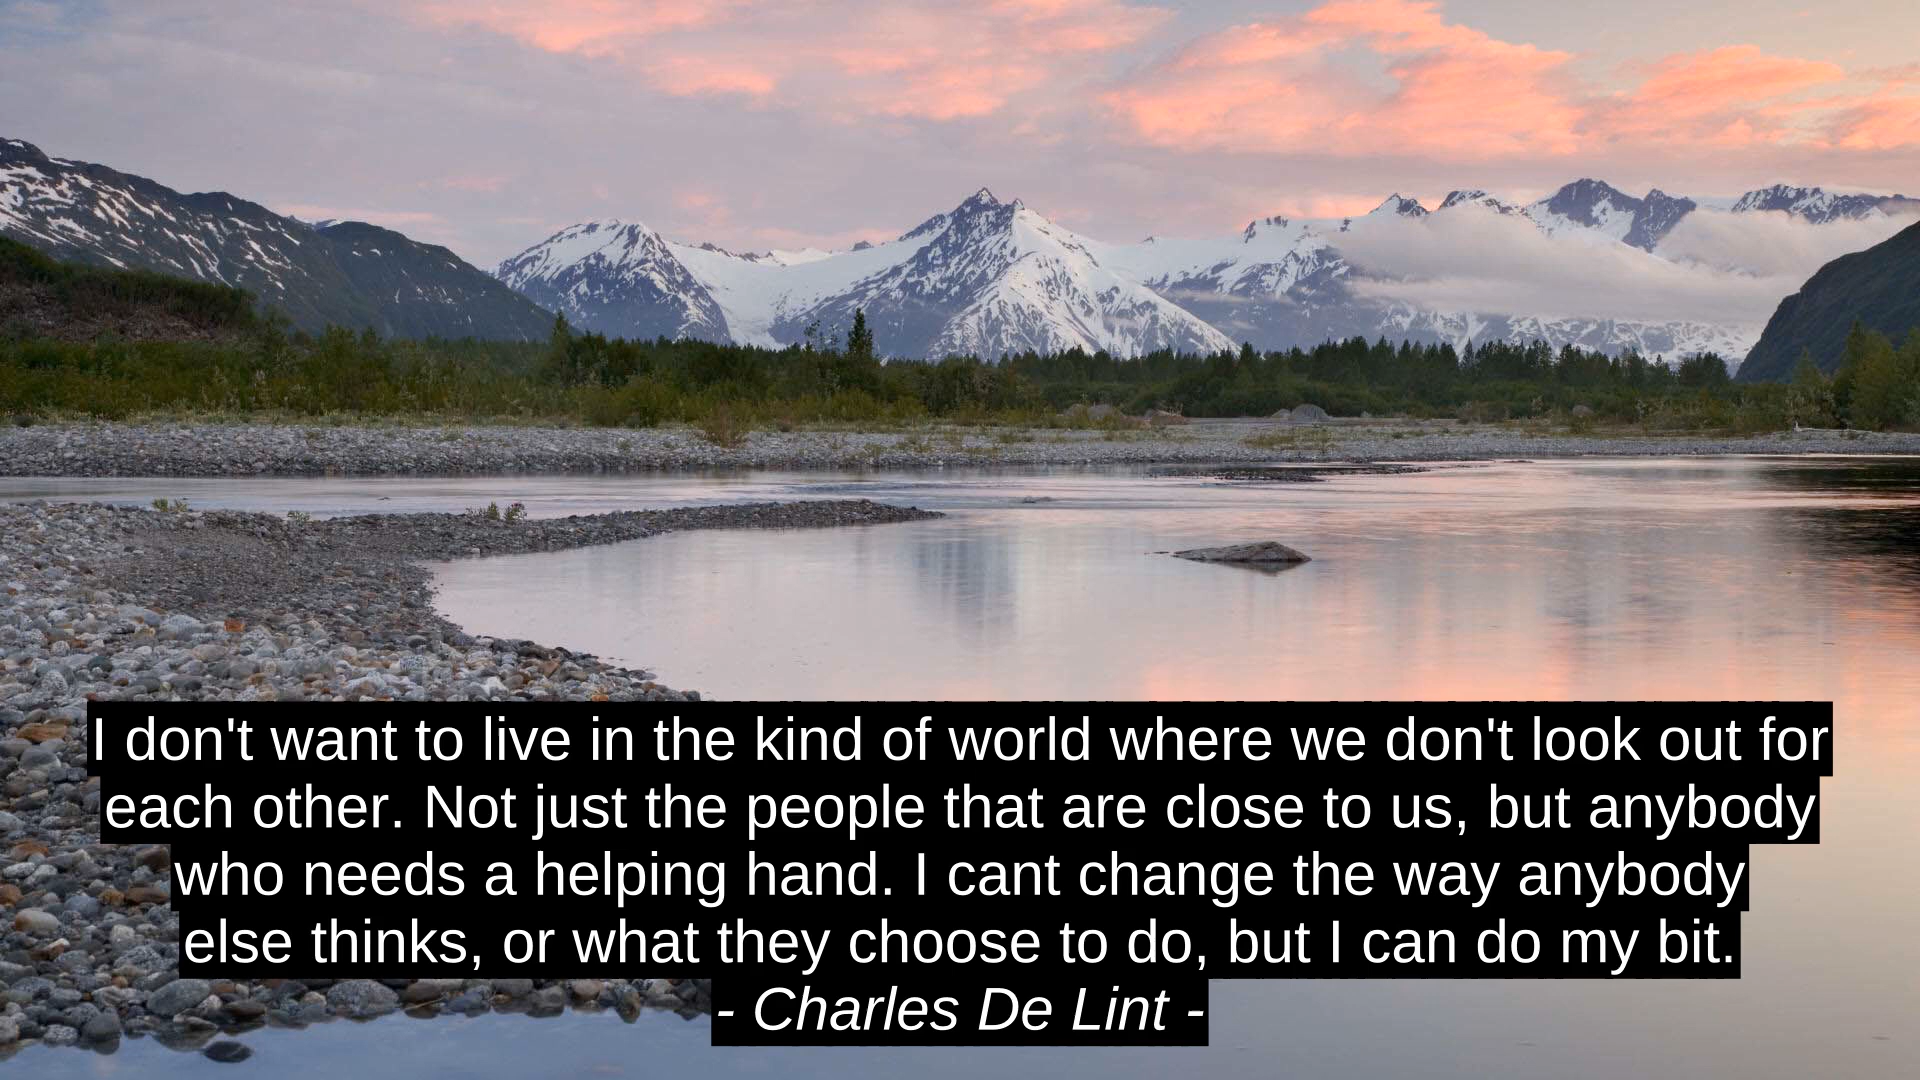 I don't want to live in the kind of world where we don't look out for
each other. Not just the people that are close to us, but anybody
who needs a helping hand. I cant change the way anybody
else thinks, or what they choose to do, but I can do my bit.
- Charles De Lint -